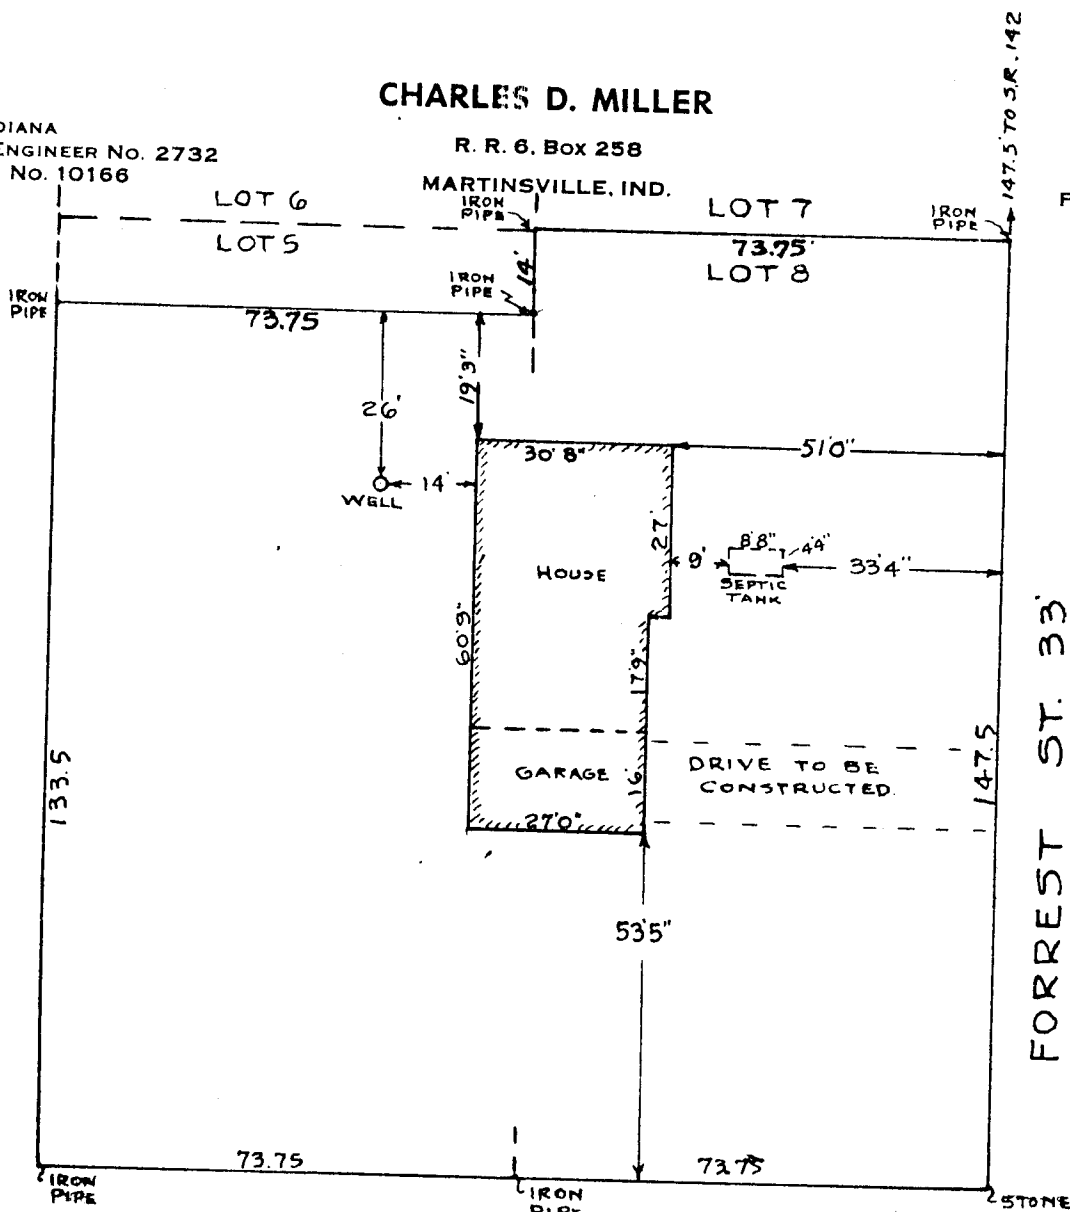 147.5' TO S.R. 142
CHARLES D. MILLER
DIANA
ENGINEER No. 2732
No. 10166
R. R. 6, Box 258
MARTINSVILLE, IND.
F
LOT 6
LOT 5
IRON
PIPE
LOT 7
73.75'
LOT 8
IRON
PIPE
14'
IRON
PIPE
IRON
PIPE
73.75
26'
19'3"
WELL
14'
30'8"
51'0"
27'
HOUSE
9'
8'8"
4'4"
SEPTIC
TANK
33'4"
60'9"
17'9"
GARAGE
16'
27'0"
DRIVE TO BE
CONSTRUCTED.
133.5
147.5
FORREST ST. 33'
53'5"
73.75
73.75
IRON
PIPE
IRON
PIPE
STONE